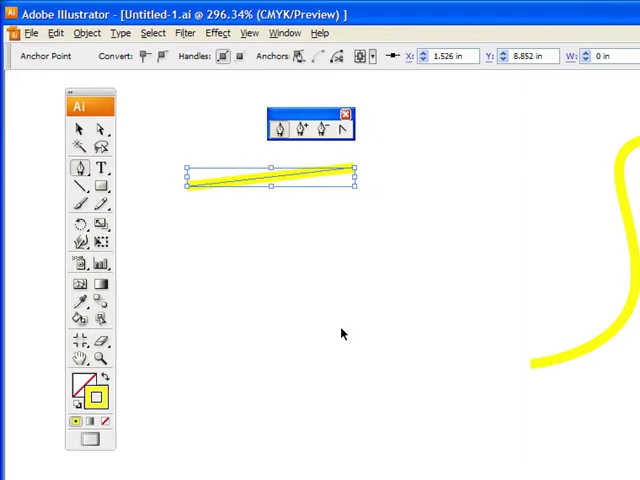 Adobe Illustrator - [Untitled-1.ai @ 296.34% (CMYK/Preview) ]
File Edit Object Type Select Filter Effect View Window Help
Anchor Point Convert: Handles: Anchors: X: 1.526 in Y: 8.852 in W: 0 in
Ai
T